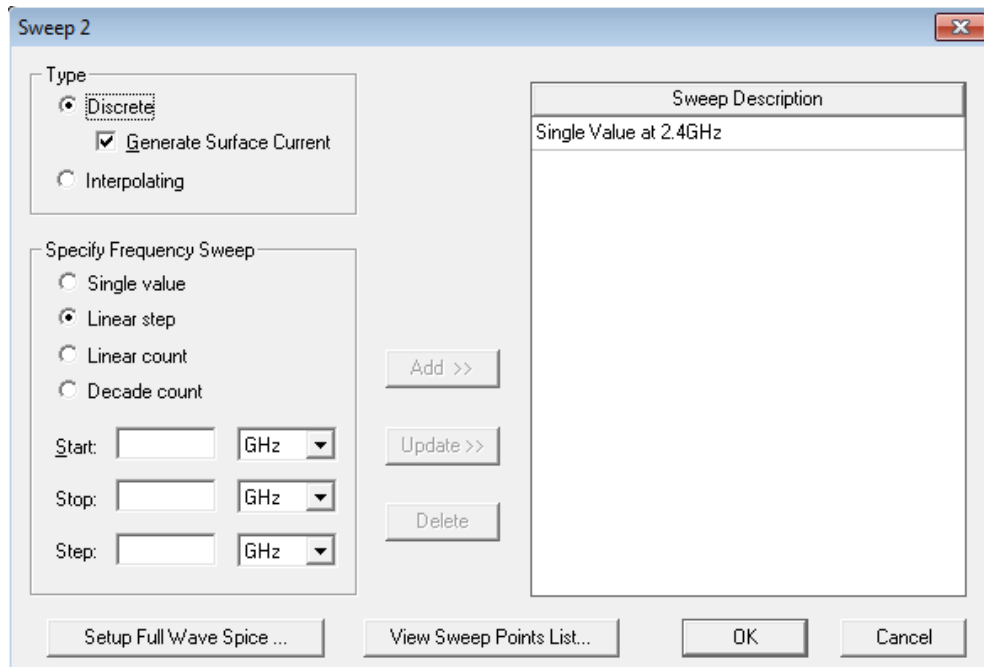 Sweep 2
Type
Discrete
Generate Surface Current
Interpolating
Specify Frequency Sweep
Single value
Linear step
Linear count
Decade count
Start: GHz
Stop: GHz
Step: GHz
Add >>
Update >>
Delete
Sweep Description
Single Value at 2.4GHz
Setup Full Wave Spice ...
View Sweep Points List...
OK
Cancel